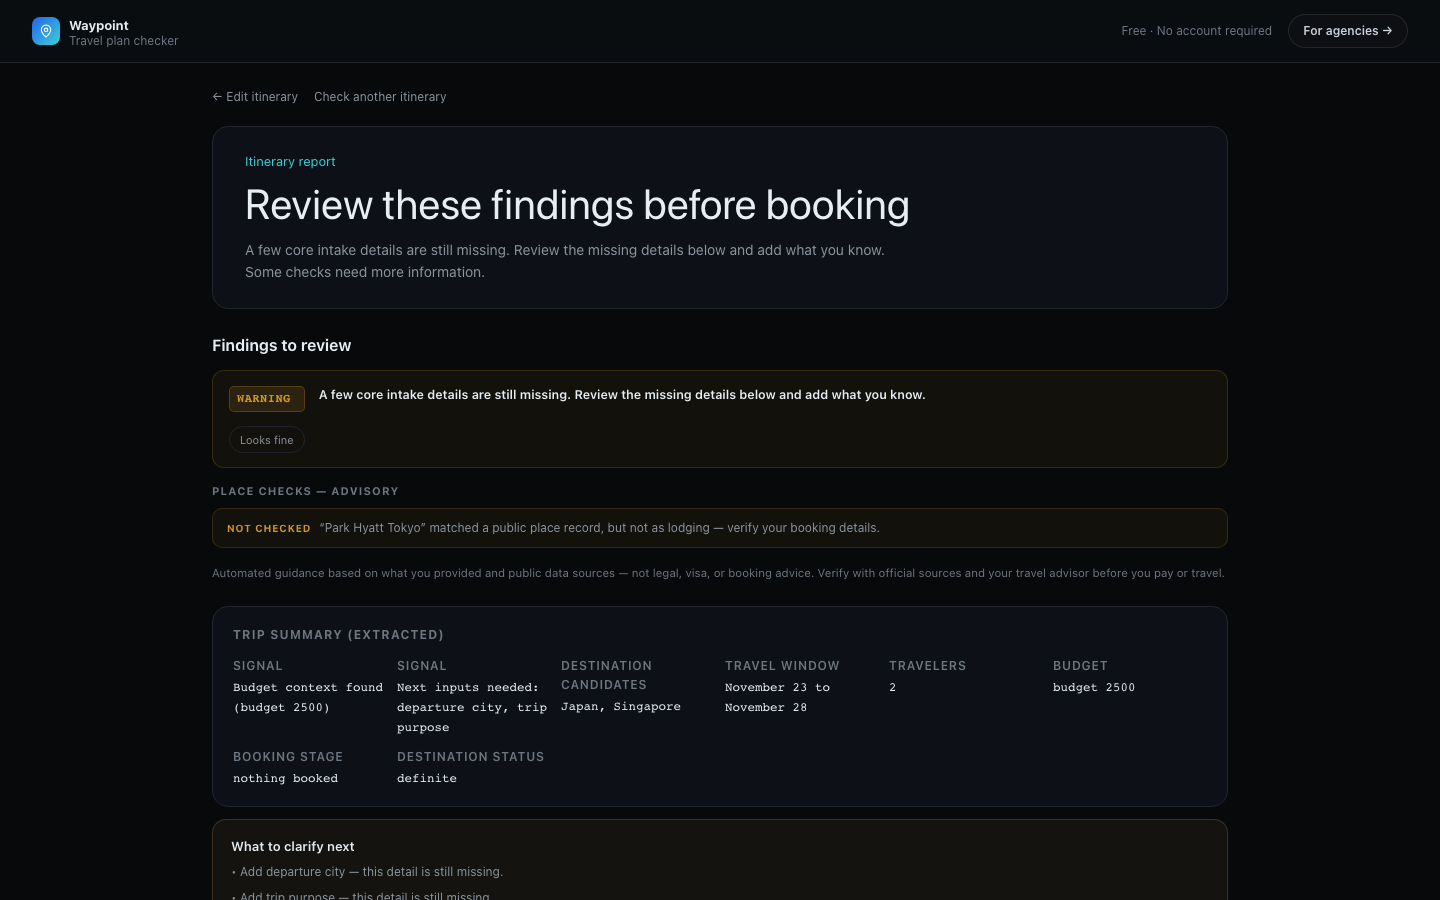 Waypoint
Travel plan checker
Free · No account required
For agencies →
← Edit itinerary
Check another itinerary
Itinerary report
Review these findings before booking
A few core intake details are still missing. Review the missing details below and add what you know.
Some checks need more information.
Findings to review
WARNING
A few core intake details are still missing. Review the missing details below and add what you know.
Looks fine
PLACE CHECKS — ADVISORY
NOT CHECKED “Park Hyatt Tokyo” matched a public place record, but not as lodging — verify your booking details.
Automated guidance based on what you provided and public data sources — not legal, visa, or booking advice. Verify with official sources and your travel advisor before you pay or travel.
TRIP SUMMARY (EXTRACTED)
SIGNAL
Budget context found
(budget 2500)
SIGNAL
Next inputs needed:
departure city, trip
purpose
DESTINATION
CANDIDATES
Japan, Singapore
TRAVEL WINDOW
November 23 to
November 28
TRAVELERS
2
BUDGET
budget 2500
BOOKING STAGE
nothing booked
DESTINATION STATUS
definite
What to clarify next
• Add departure city — this detail is still missing.
• Add trip purpose — this detail is still missing.